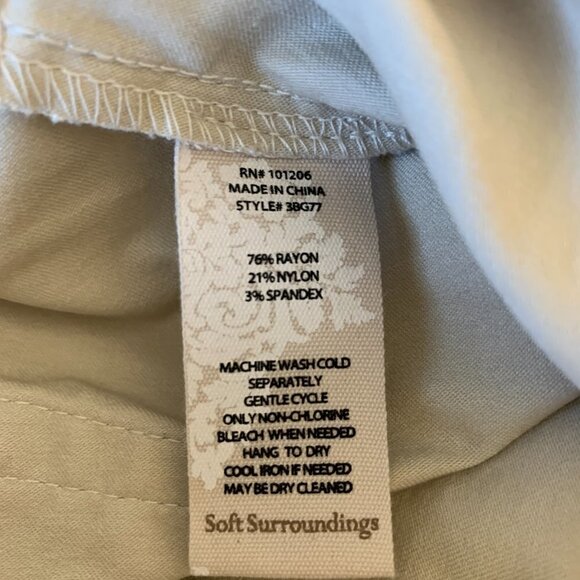 RN# 101206
MADE IN CHINA
STYLE# 3BG77
76% RAYON
21% NYLON
3% SPANDEX
MACHINE WASH COLD
SEPARATELY
GENTLE CYCLE
ONLY NON-CHLORINE
BLEACH WHEN NEEDED
HANG TO DRY
COOL IRON IF NEEDED
MAY BE DRY CLEANED
Soft Surroundings